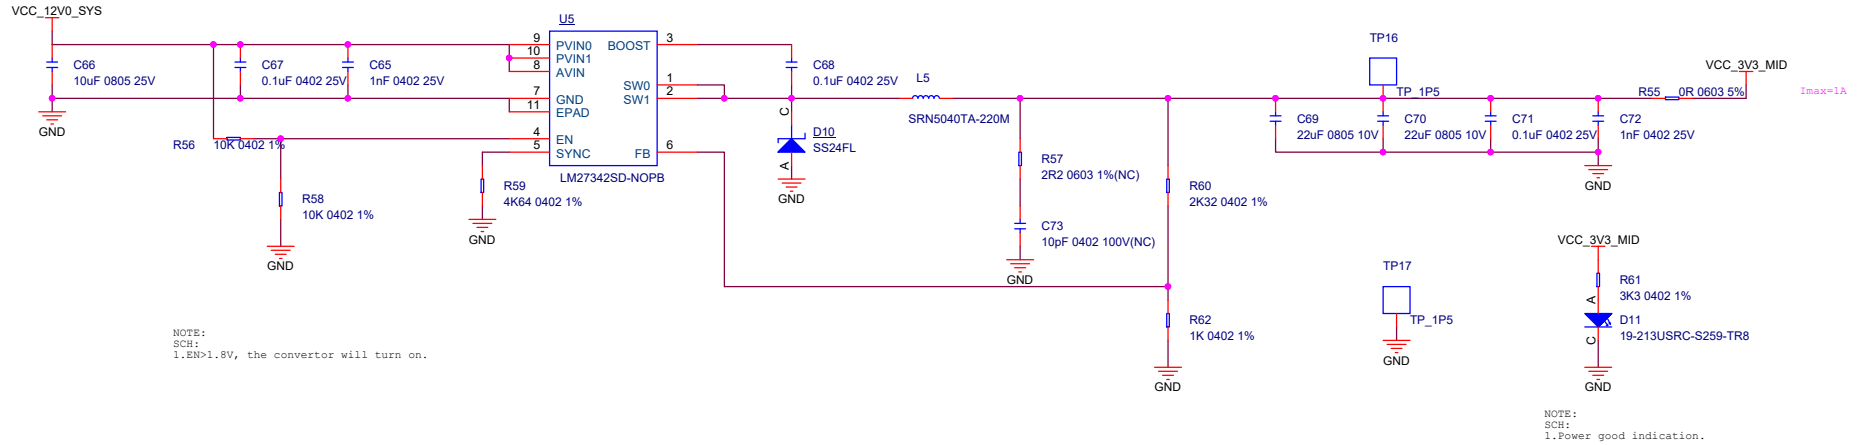 VCC_12V0_SYS
C66
10uF 0805 25V
GND
C67
0.1uF 0402 25V
C65
1nF 0402 25V
R56
10K 0402 1%
R58
10K 0402 1%
GND
R59
4K64 0402 1%
GND
U5
9 PVIN0
10 PVIN1
8 AVIN
7 GND
11 EPAD
4 EN
5 SYNC
BOOST 3
SW0 1
SW1 2
FB 6
LM27342SD-NOPB
C68
0.1uF 0402 25V
C
D10
SS24FL
A
GND
L5
SRN5040TA-220M
R57
2R2 0603 1%(NC)
C73
10pF 0402 100V(NC)
GND
R60
2K32 0402 1%
R62
1K 0402 1%
GND
TP16
TP_1P5
C69
22uF 0805 10V
C70
22uF 0805 10V
C71
0.1uF 0402 25V
C72
1nF 0402 25V
GND
R55 0R 0603 5%
VCC_3V3_MID
Imax=1A
TP17
TP_1P5
GND
VCC_3V3_MID
R61
3K3 0402 1%
A
D11
19-213USRC-S259-TR8
C
GND
NOTE:
SCH:
1.EN>1.8V, the convertor will turn on.
NOTE:
SCH:
1.Power good indication.